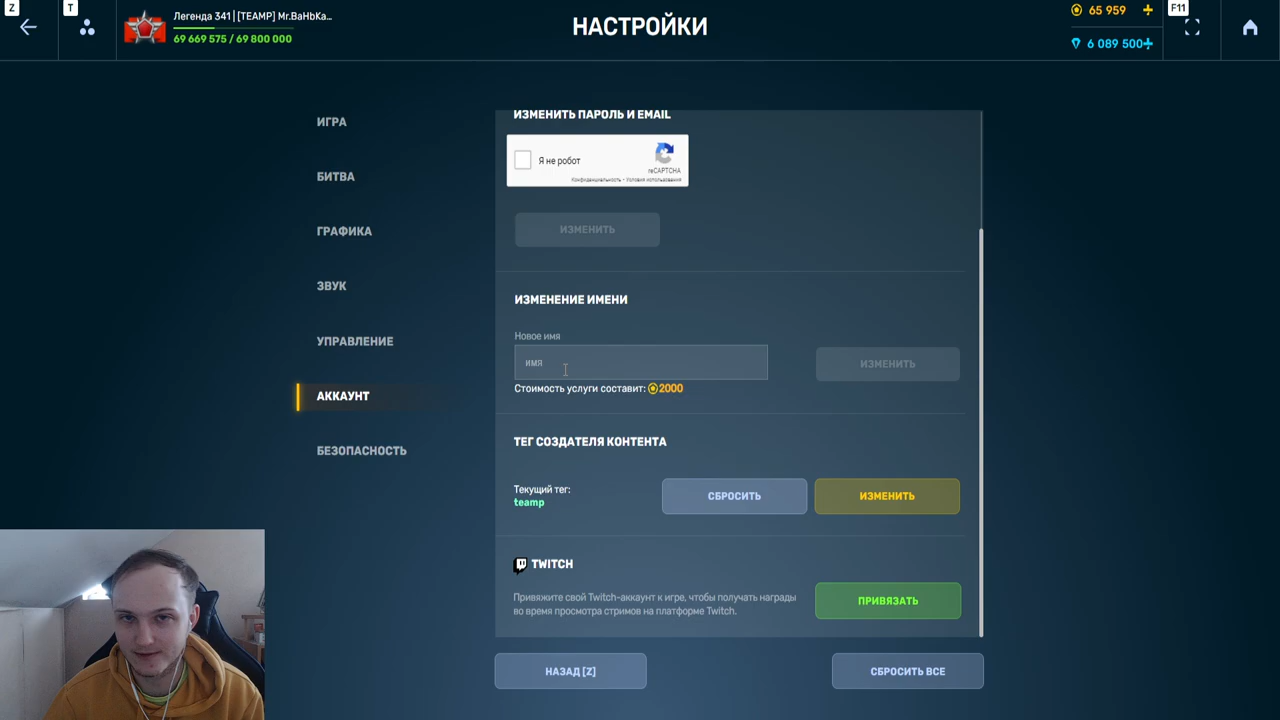 Z
T
Легенда 341 | [TEAMP] Mr.BaHbKa...
69 669 575 / 69 800 000
НАСТРОЙКИ
65 959
6 089 500
F11
ИГРА
БИТВА
ГРАФИКА
ЗВУК
УПРАВЛЕНИЕ
АККАУНТ
БЕЗОПАСНОСТЬ
ИЗМЕНИТЬ ПАРОЛЬ И EMAIL
Я не робот
reCAPTCHA
Конфиденциальность - Условия использования
ИЗМЕНИТЬ
ИЗМЕНЕНИЕ ИМЕНИ
Новое имя
ИМЯ
ИЗМЕНИТЬ
Стоимость услуги составит: 2000
ТЕГ СОЗДАТЕЛЯ КОНТЕНТА
Текущий тег:
teamp
СБРОСИТЬ
ИЗМЕНИТЬ
TWITCH
Привяжите свой Twitch-аккаунт к игре, чтобы получать награды
во время просмотра стримов на платформе Twitch.
ПРИВЯЗАТЬ
НАЗАД [Z]
СБРОСИТЬ ВСЕ